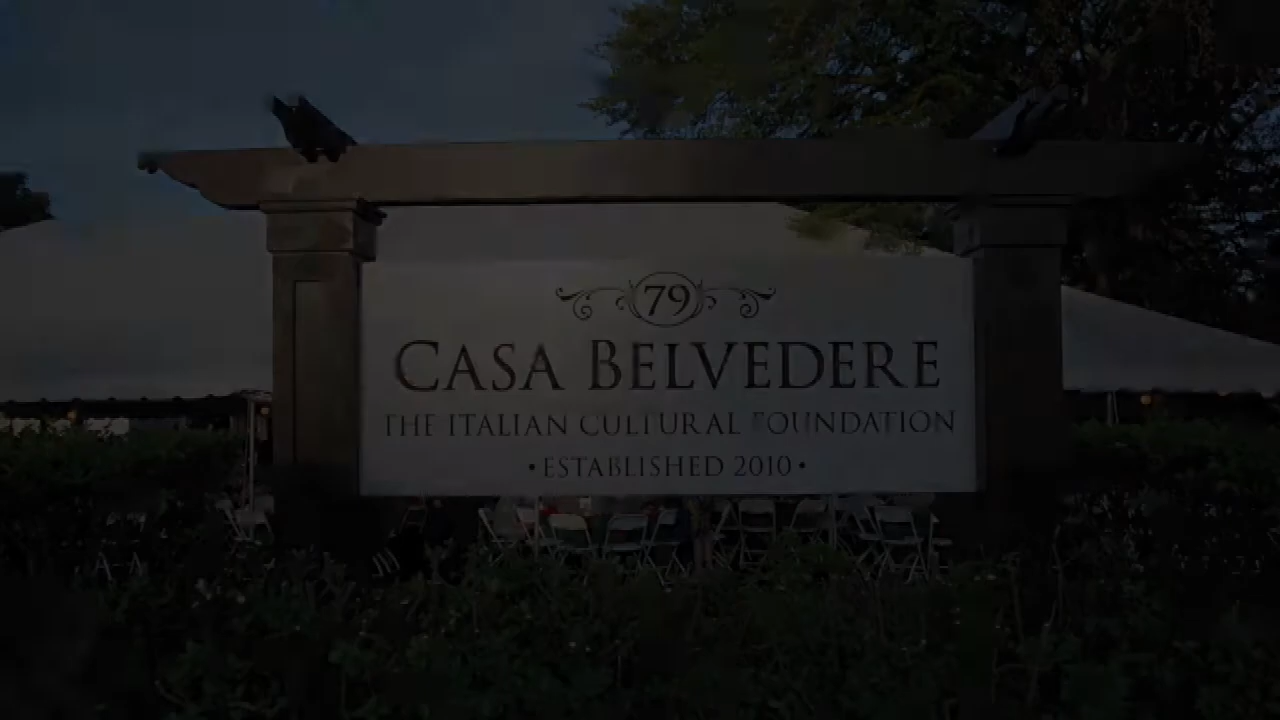 79
CASA BELVEDERE
THE ITALIAN CULTURAL FOUNDATION
•ESTABLISHED 2010•